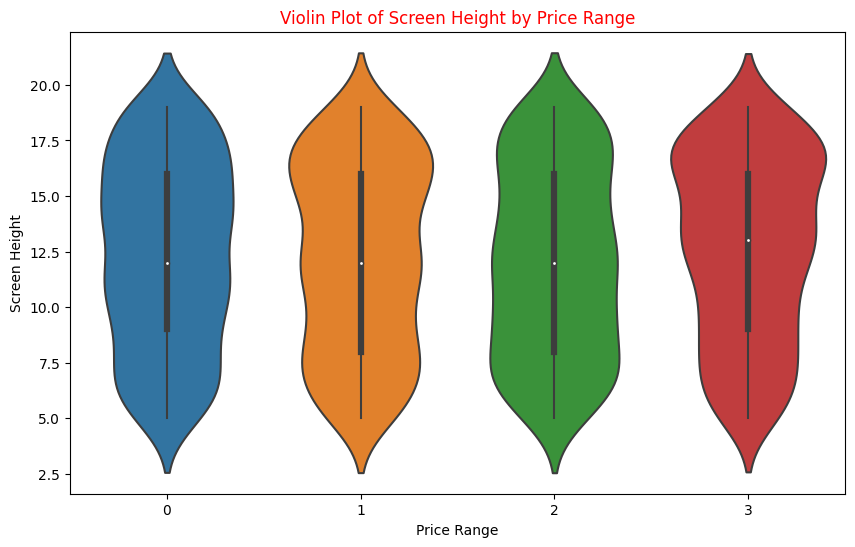 Violin Plot of Screen Height by Price Range
Screen Height
20.0
17.5
15.0
12.5
10.0
7.5
5.0
2.5
0 1 2 3
Price Range